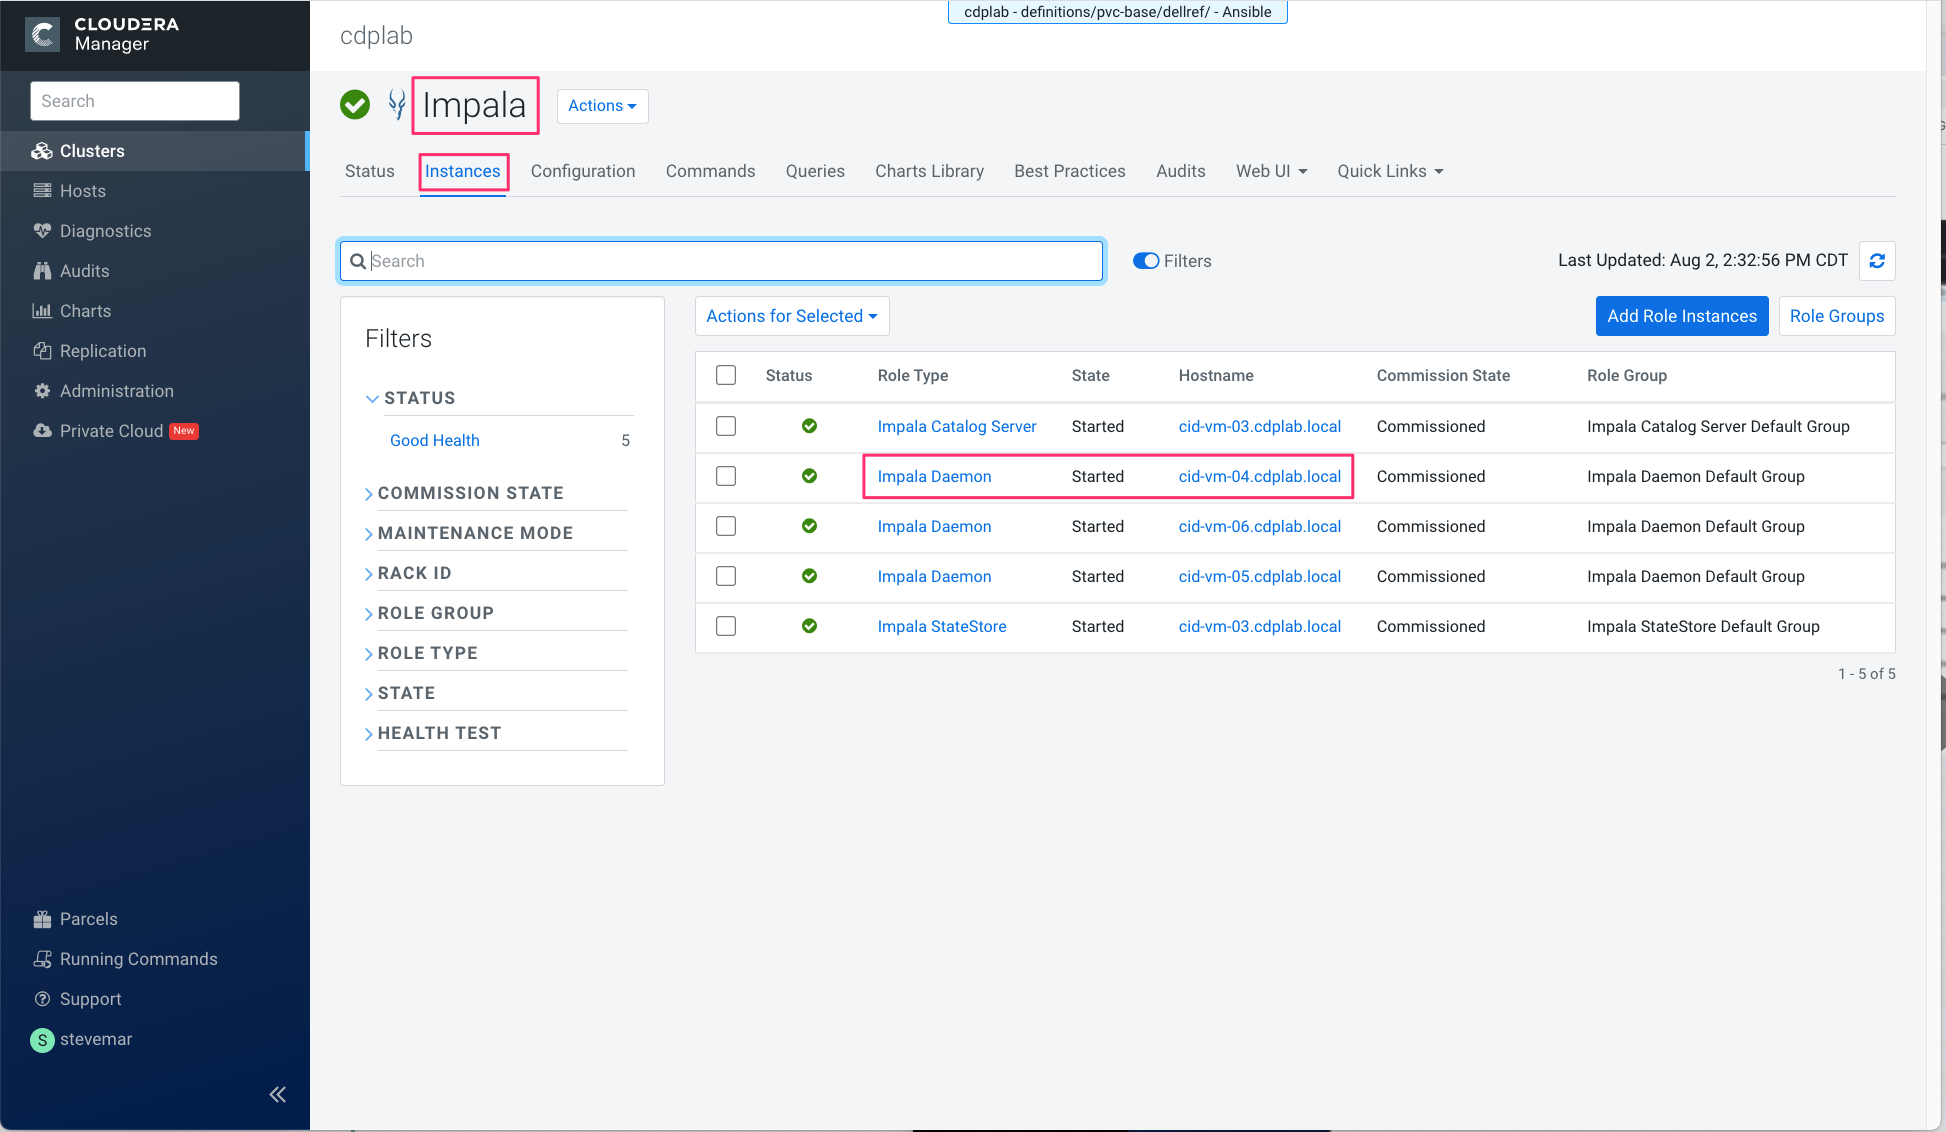 CLOUDERA
Manager
Search
Clusters
Hosts
Diagnostics
Audits
Charts
Replication
Administration
Private Cloud New
Parcels
Running Commands
Support
S stevemar
cdplab - definitions/pvc-base/dellref/ - Ansible
cdplab
Impala Actions
Status Instances Configuration Commands Queries Charts Library Best Practices Audits Web UI Quick Links
Search Filters Last Updated: Aug 2, 2:32:56 PM CDT
Filters
STATUS
Good Health 5
COMMISSION STATE
MAINTENANCE MODE
RACK ID
ROLE GROUP
ROLE TYPE
STATE
HEALTH TEST
Actions for Selected Add Role Instances Role Groups
Status Role Type State Hostname Commission State Role Group
Impala Catalog Server Started cid-vm-03.cdplab.local Commissioned Impala Catalog Server Default Group
Impala Daemon Started cid-vm-04.cdplab.local Commissioned Impala Daemon Default Group
Impala Daemon Started cid-vm-06.cdplab.local Commissioned Impala Daemon Default Group
Impala Daemon Started cid-vm-05.cdplab.local Commissioned Impala Daemon Default Group
Impala StateStore Started cid-vm-03.cdplab.local Commissioned Impala StateStore Default Group
1 - 5 of 5